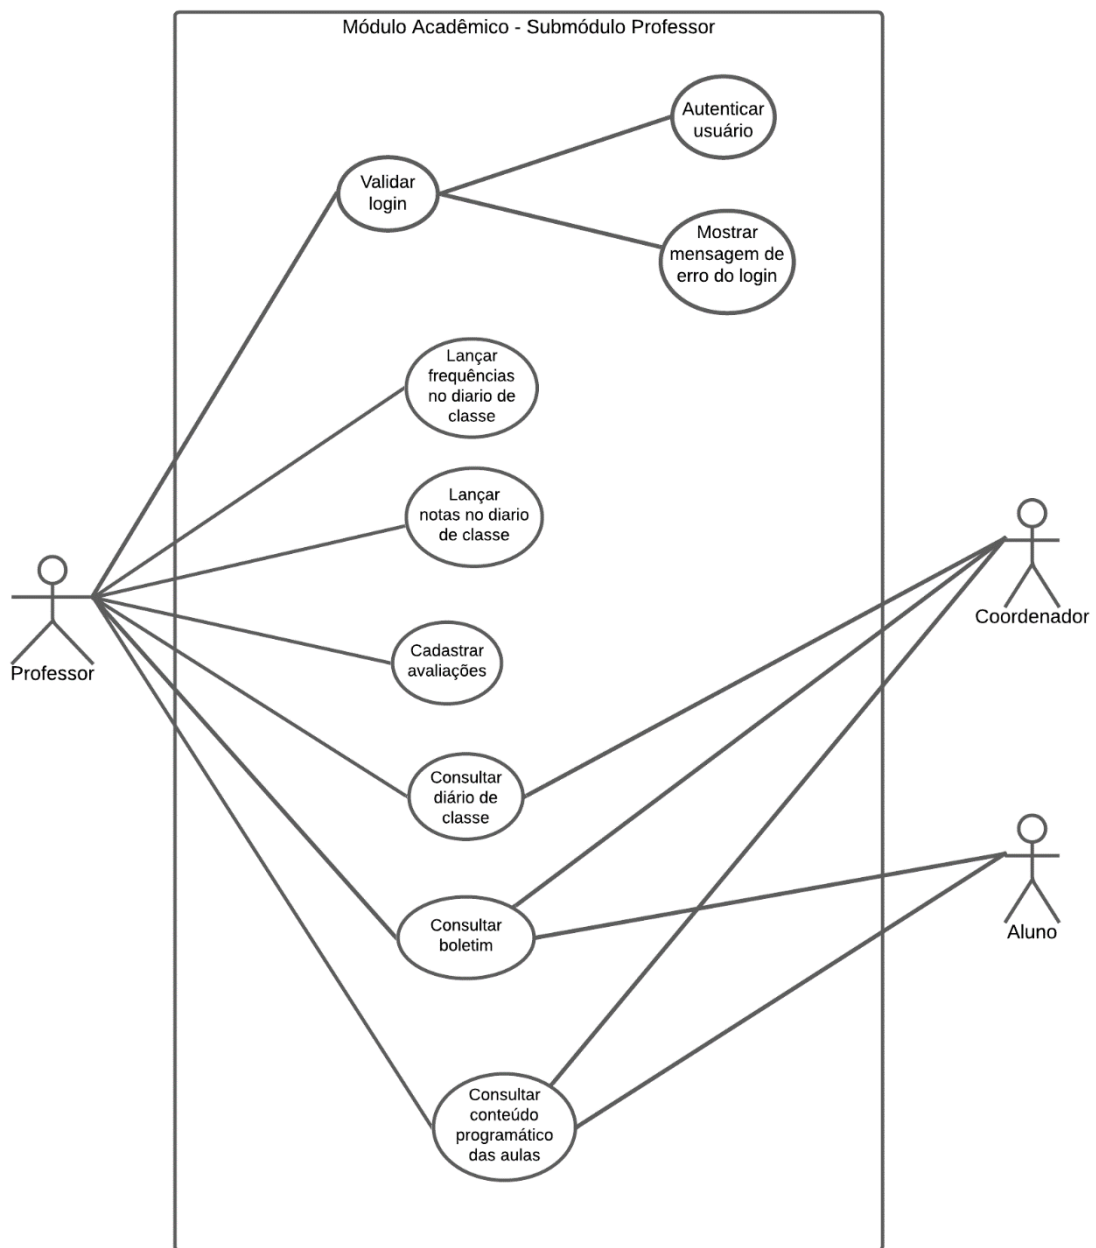 Módulo Acadêmico - Submódulo Professor
Autenticar
usuário
Validar
login
Mostrar
mensagem de
erro do login
Lançar
frequências
no diario de
classe
Lançar
notas no diario
de classe
Coordenador
Professor
Cadastrar
avaliações
Consultar
diário de
classe
Consultar
boletim
Aluno
Consultar
conteúdo
programático
das aulas